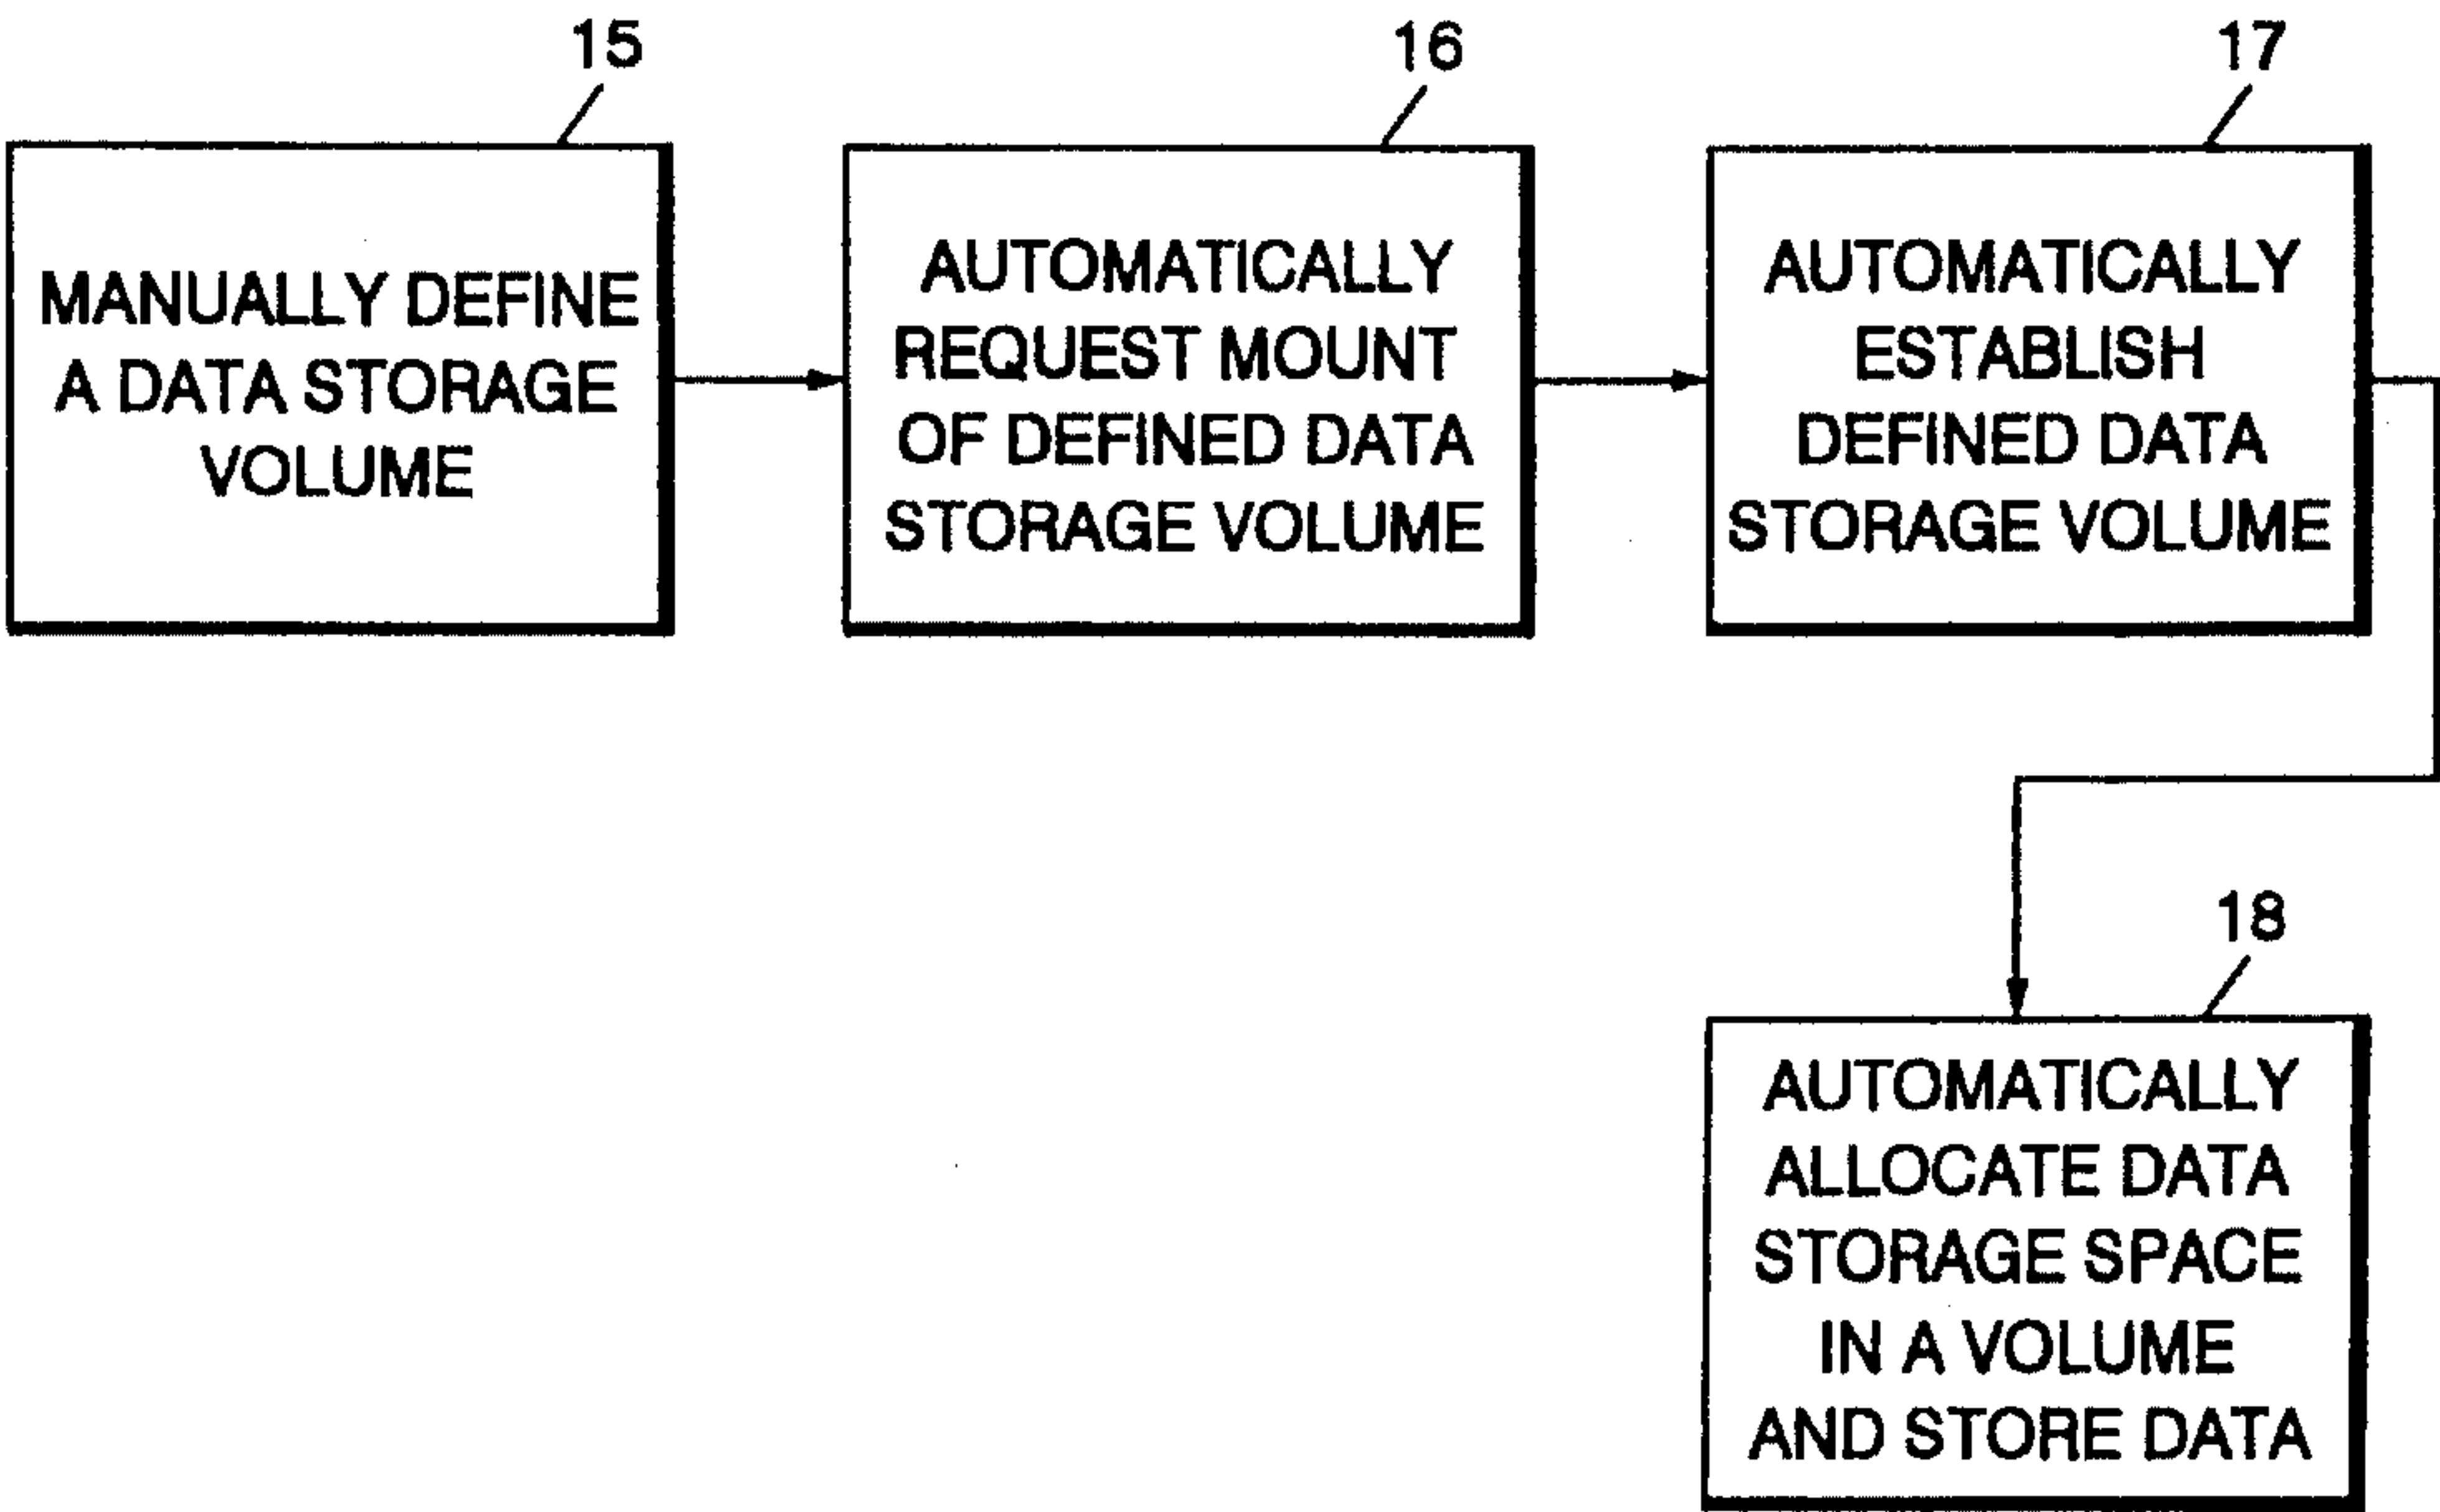 15
MANUALLY DEFINE
A DATA STORAGE
VOLUME
16
AUTOMATICALLY
REQUEST MOUNT
OF DEFINED DATA
STORAGE VOLUME
17
AUTOMATICALLY
ESTABLISH
DEFINED DATA
STORAGE VOLUME
18
AUTOMATICALLY
ALLOCATE DATA
STORAGE SPACE
IN A VOLUME
AND STORE DATA